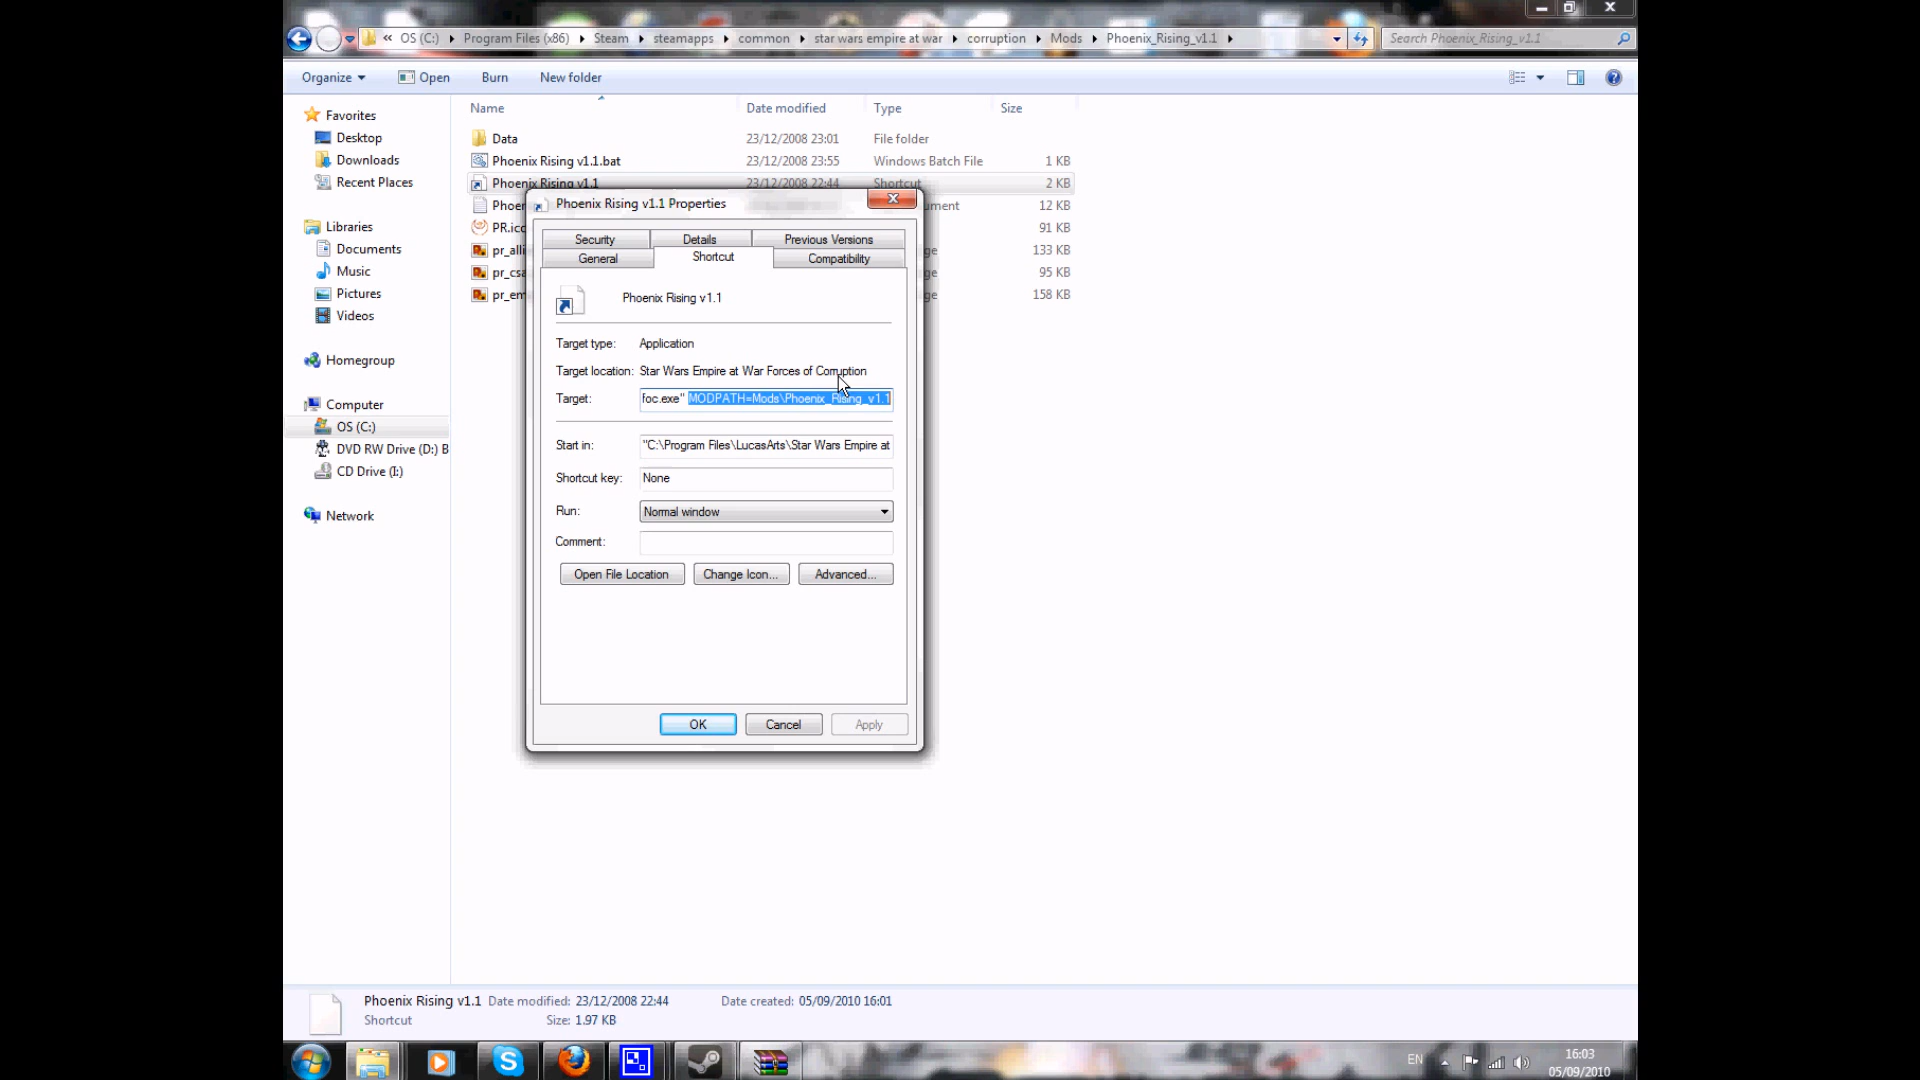 « OS (C:) ▸ Program Files (x86) ▸ Steam ▸ steamapps ▸ common ▸ star wars empire at war ▸ corruption ▸ Mods ▸ Phoenix_Rising_v1.1 ▸
Search Phoenix_Rising_v1.1
Organize Open Burn New folder
Name Date modified Type Size
Favorites
Desktop
Downloads
Recent Places
Libraries
Documents
Music
Pictures
Videos
Homegroup
Computer
OS (C:)
DVD RW Drive (D:) B
CD Drive (I:)
Network
Data 23/12/2008 23:01 File folder
Phoenix Rising v1.1.bat 23/12/2008 23:55 Windows Batch File 1 KB
Phoenix Rising v1.1 23/12/2008 22:44 Shortcut 2 KB
Phoen ument 12 KB
PR.icc 91 KB
pr_alli ge 133 KB
pr_csa ge 95 KB
pr_em ge 158 KB
Phoenix Rising v1.1 Properties
Security Details Previous Versions
General Shortcut Compatibility
Phoenix Rising v1.1
Target type: Application
Target location: Star Wars Empire at War Forces of Corruption
Target: foc.exe" MODPATH=Mods\Phoenix_Rising_v1.1
Start in: "C:\Program Files\LucasArts\Star Wars Empire at
Shortcut key: None
Run: Normal window
Comment:
Open File Location Change Icon... Advanced...
OK Cancel Apply
Phoenix Rising v1.1 Date modified: 23/12/2008 22:44 Date created: 05/09/2010 16:01
Shortcut Size: 1.97 KB
EN
16:03
05/09/2010